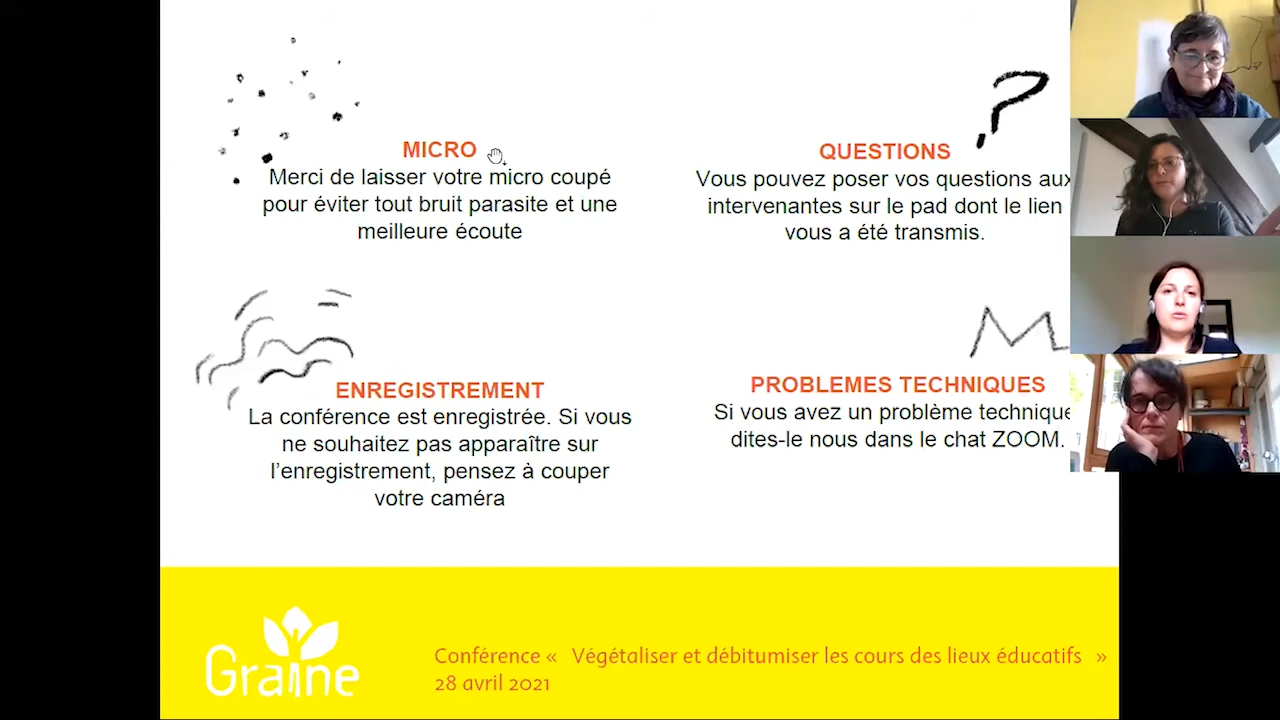 MICRO
Merci de laisser votre micro coupé
pour éviter tout bruit parasite et une
meilleure écoute
QUESTIONS
Vous pouvez poser vos questions aux
intervenantes sur le pad dont le lien
vous a été transmis.
ENREGISTREMENT
La conférence est enregistrée. Si vous
ne souhaitez pas apparaître sur
l'enregistrement, pensez à couper
votre caméra
PROBLEMES TECHNIQUES
Si vous avez un problème technique
dites-le nous dans le chat ZOOM.
Graine
Conférence « Végétaliser et débitumiser les cours des lieux éducatifs »
28 avril 2021